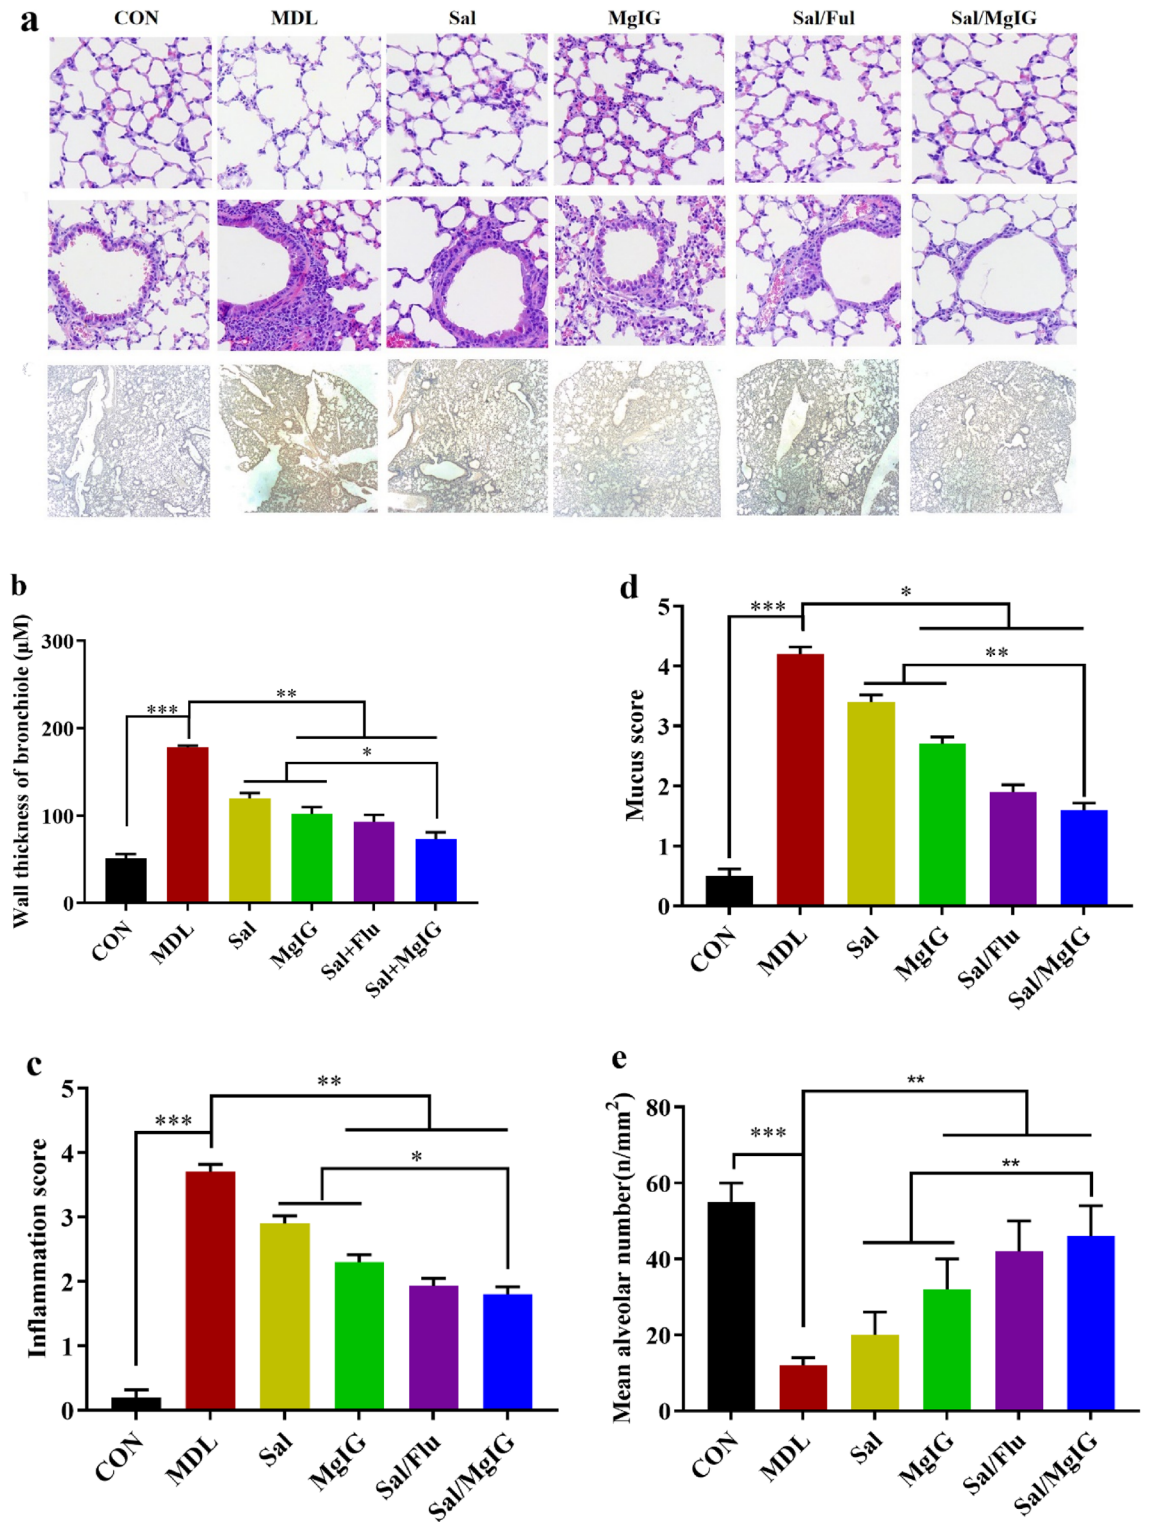 a
CON MDL Sal MgIG Sal/Ful Sal/MgIG
b
Wall thickness of bronchiole (μM)
300
200
100
0
***
**
*
CON MDL Sal MgIG Sal+Flu Sal+MgIG
d
Mucus score
5
4
3
2
1
0
***
*
**
CON MDL Sal MgIG Sal/Flu Sal/MgIG
c
Inflammation score
5
4
3
2
1
0
***
**
*
CON MDL Sal MgIG Sal/Flu Sal/MgIG
e
Mean alveolar number(n/mm²)
80
60
40
20
0
***
**
**
CON MDL Sal MgIG Sal/Flu Sal/MgIG